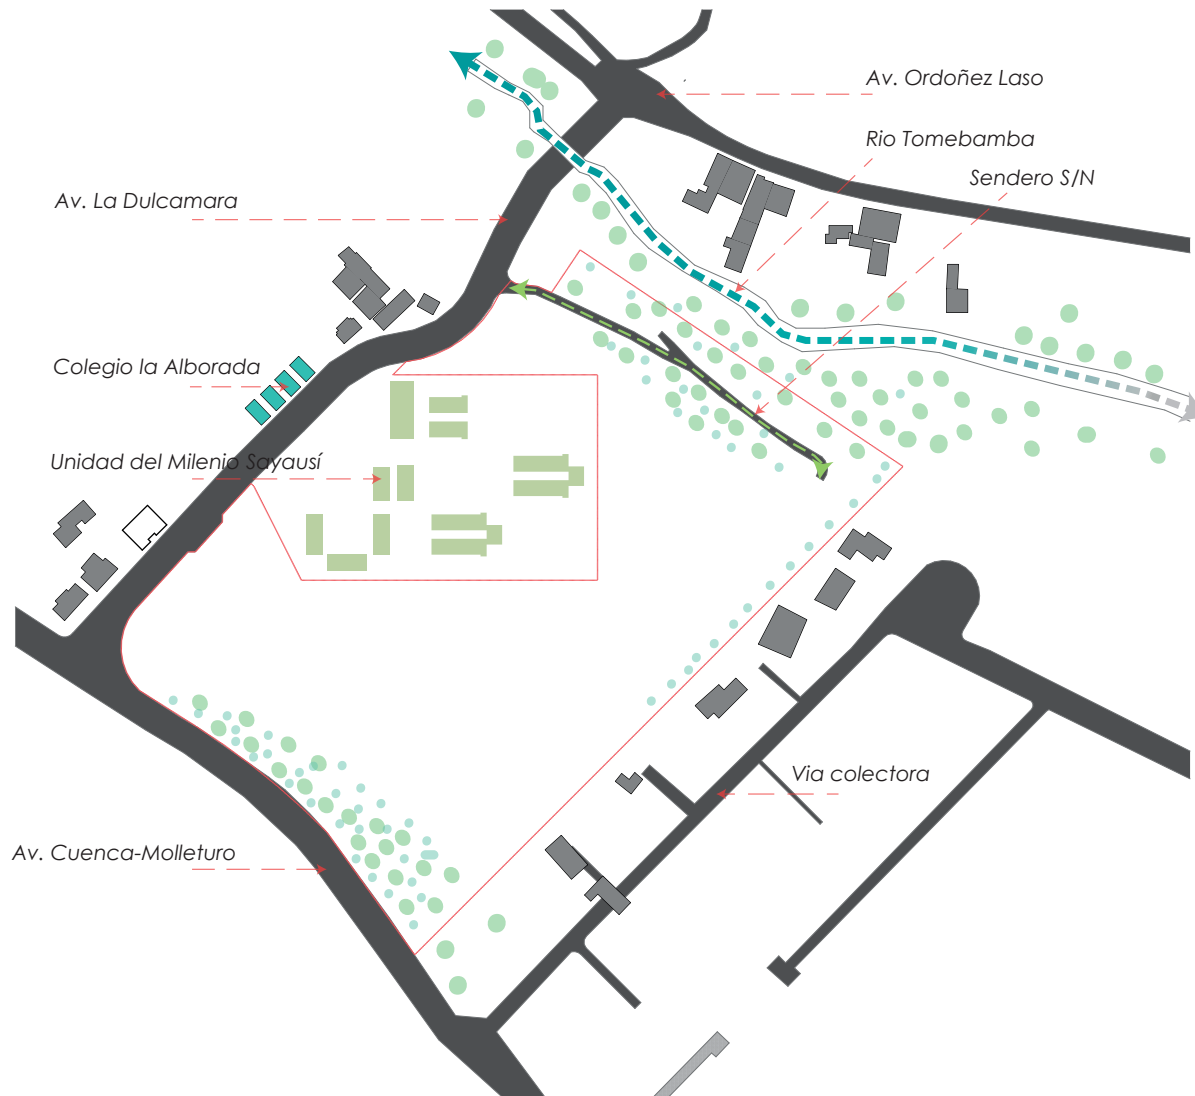 Av. Ordoñez Laso
Rio Tomebamba
Sendero S/N
Av. La Dulcamara
Colegio la Alborada
Unidad del Milenio Sayausí
Via colectora
Av. Cuenca-Molleturo